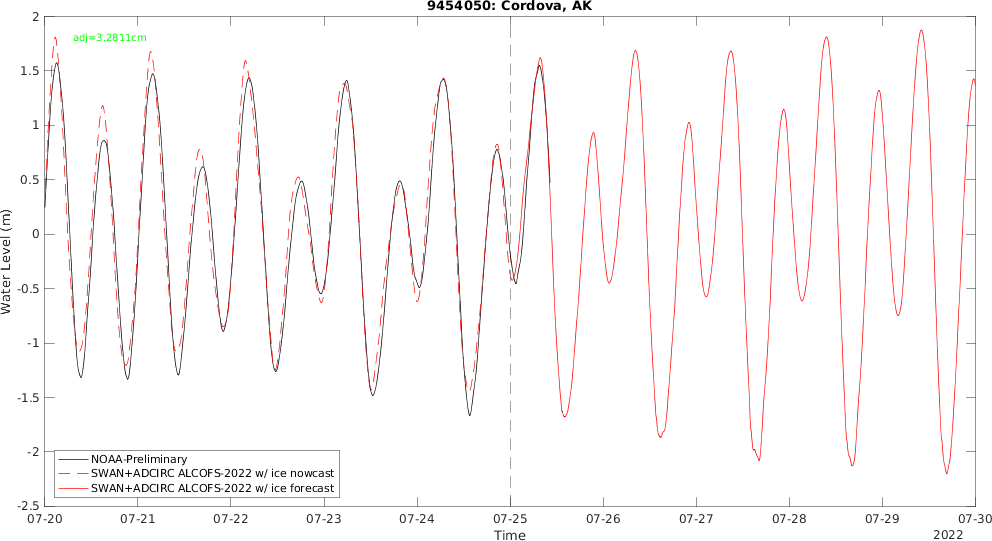 9454050: Cordova, AK
adj=3.2811cm
Water Level (m)
2
1.5
1
0.5
0
-0.5
-1
-1.5
-2
-2.5
NOAA-Preliminary
SWAN+ADCIRC ALCOFS-2022 w/ ice nowcast
SWAN+ADCIRC ALCOFS-2022 w/ ice forecast
07-20 07-21 07-22 07-23 07-24 07-25 07-26 07-27 07-28 07-29 07-30
Time
2022